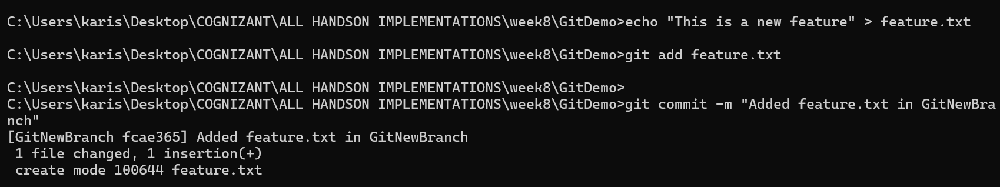 C:\Users\karis\Desktop\COGNIZANT\ALL HANDSON IMPLEMENTATIONS\week8\GitDemo>echo "This is a new feature" > feature.txt
C:\Users\karis\Desktop\COGNIZANT\ALL HANDSON IMPLEMENTATIONS\week8\GitDemo>git add feature.txt
C:\Users\karis\Desktop\COGNIZANT\ALL HANDSON IMPLEMENTATIONS\week8\GitDemo>
C:\Users\karis\Desktop\COGNIZANT\ALL HANDSON IMPLEMENTATIONS\week8\GitDemo>git commit -m "Added feature.txt in GitNewBra
nch"
[GitNewBranch fcae365] Added feature.txt in GitNewBranch
 1 file changed, 1 insertion(+)
 create mode 100644 feature.txt